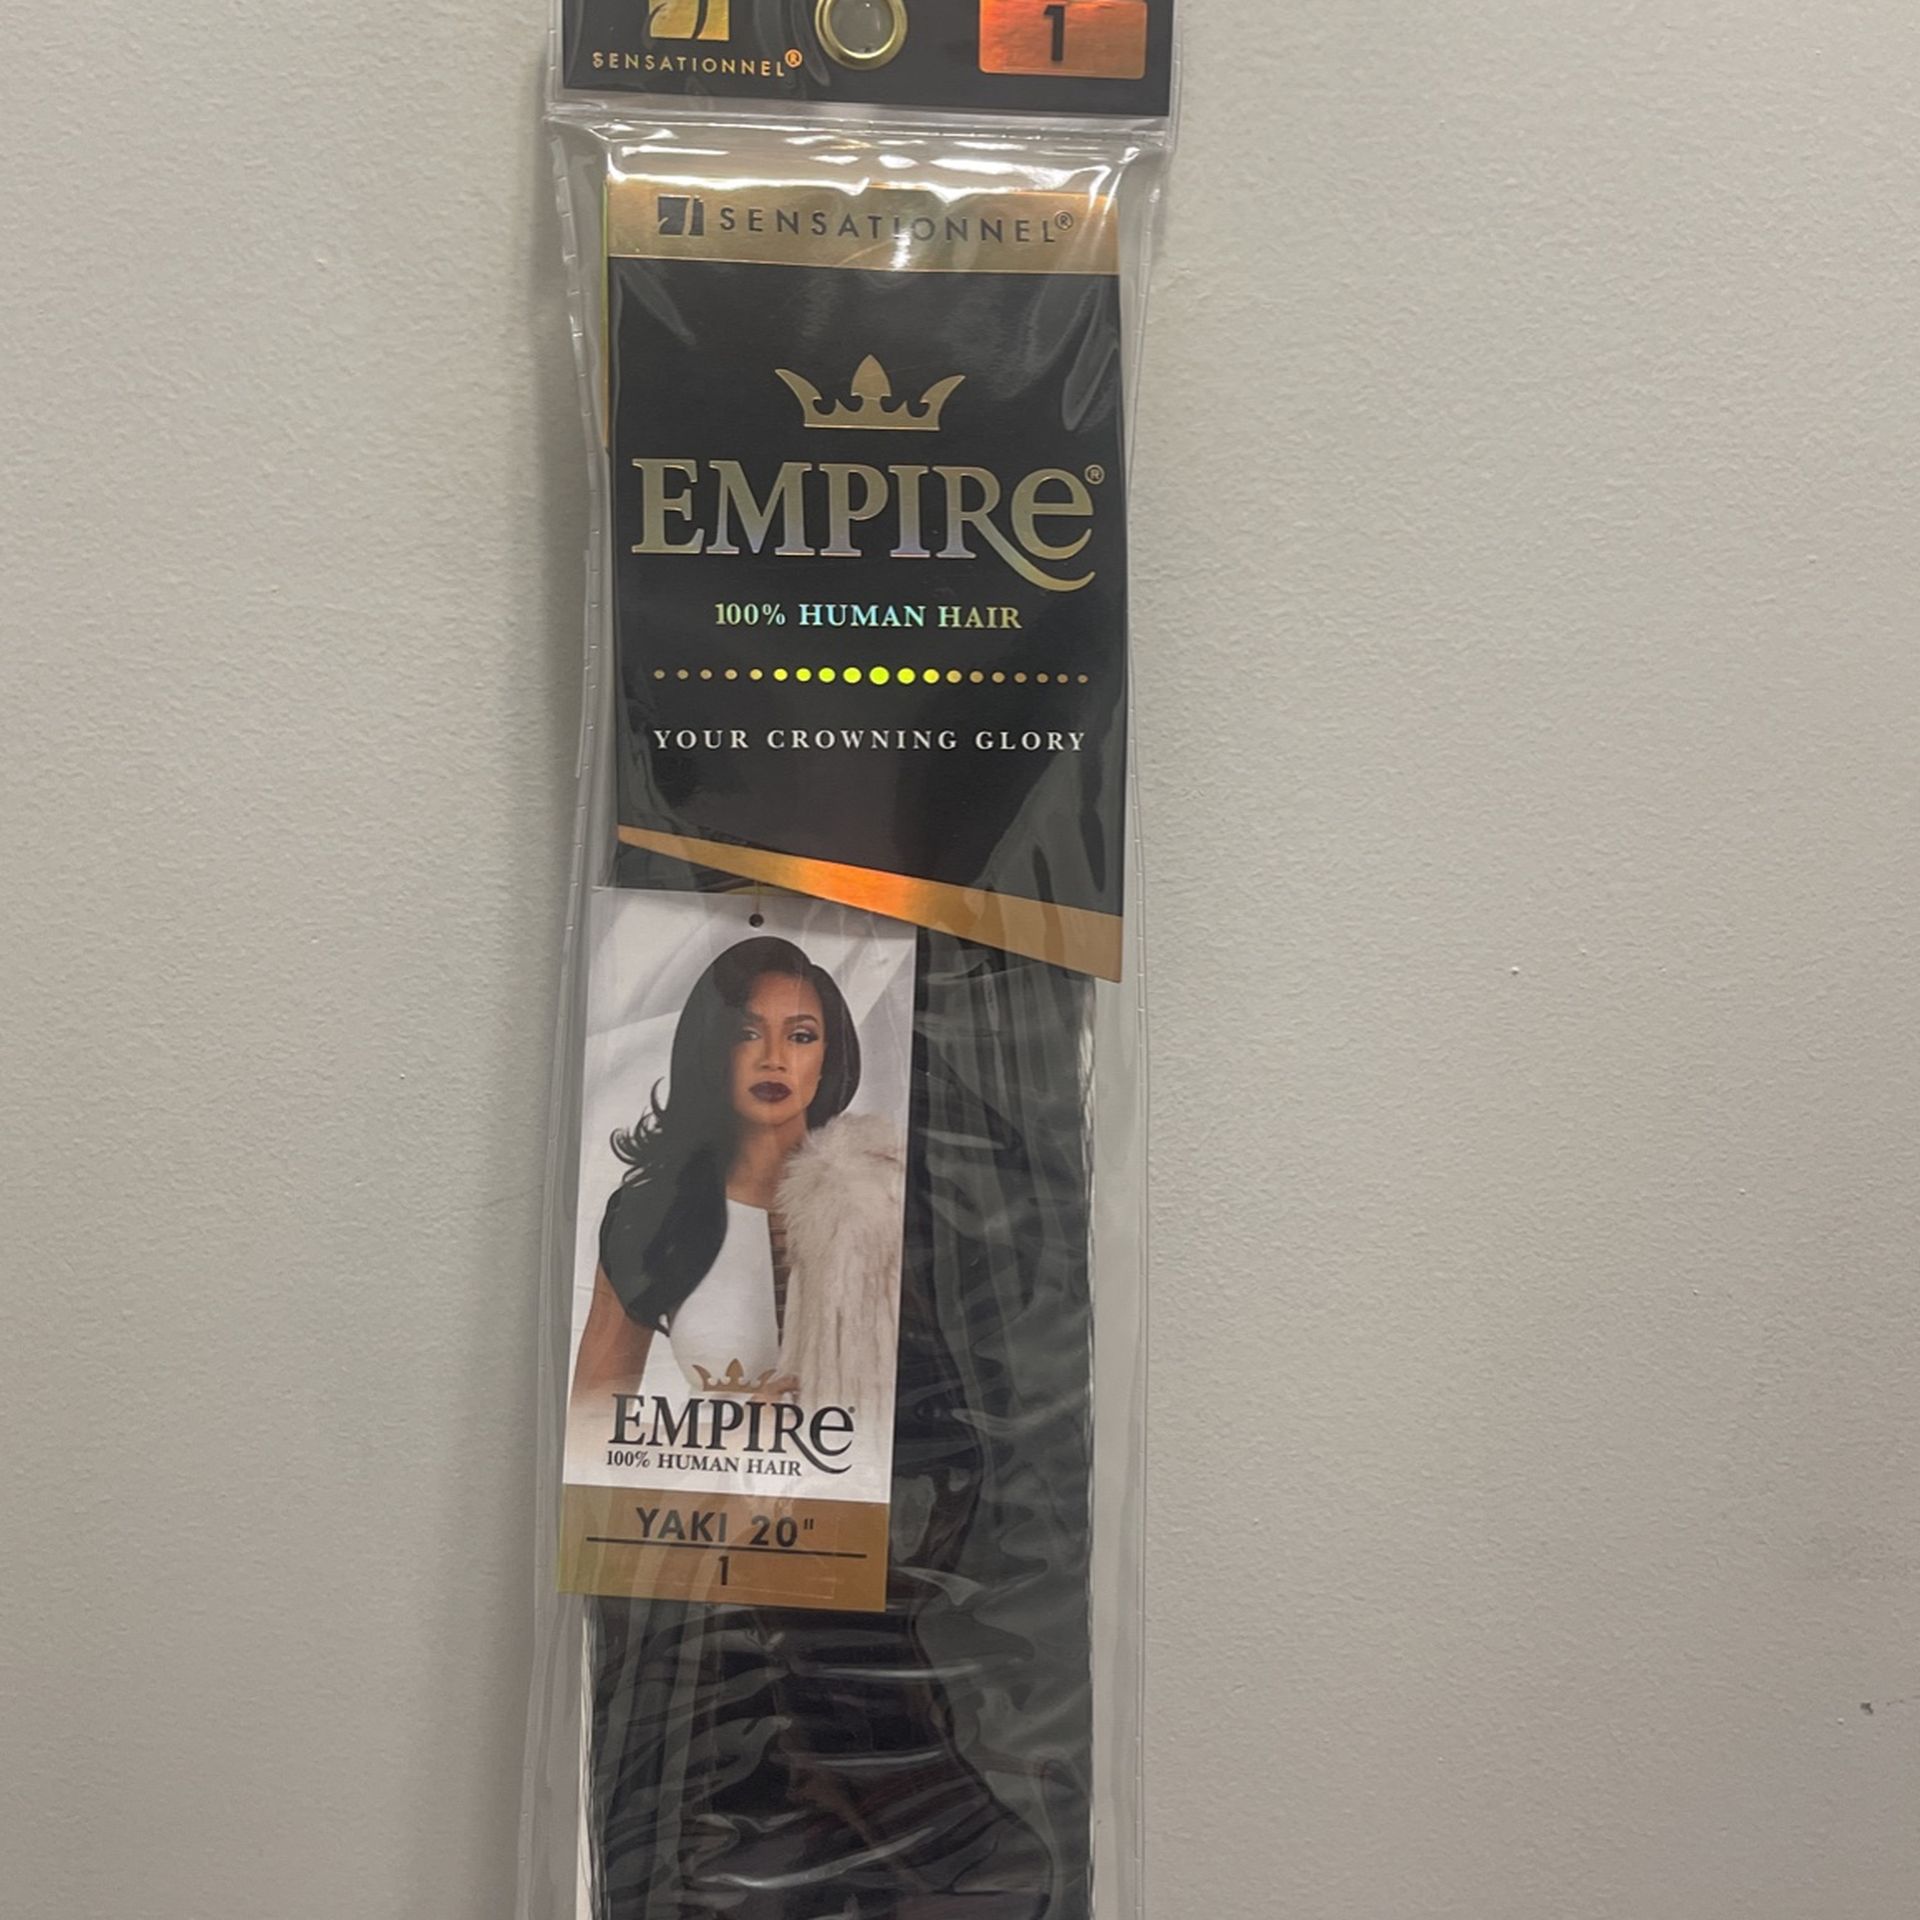 SENSATIONNEL®
1
SENSATIONNEL®
EMPIRe®
100% HUMAN HAIR
YOUR CROWNING GLORY
EMPIRe®
100% HUMAN HAIR
YAKI 20"
1